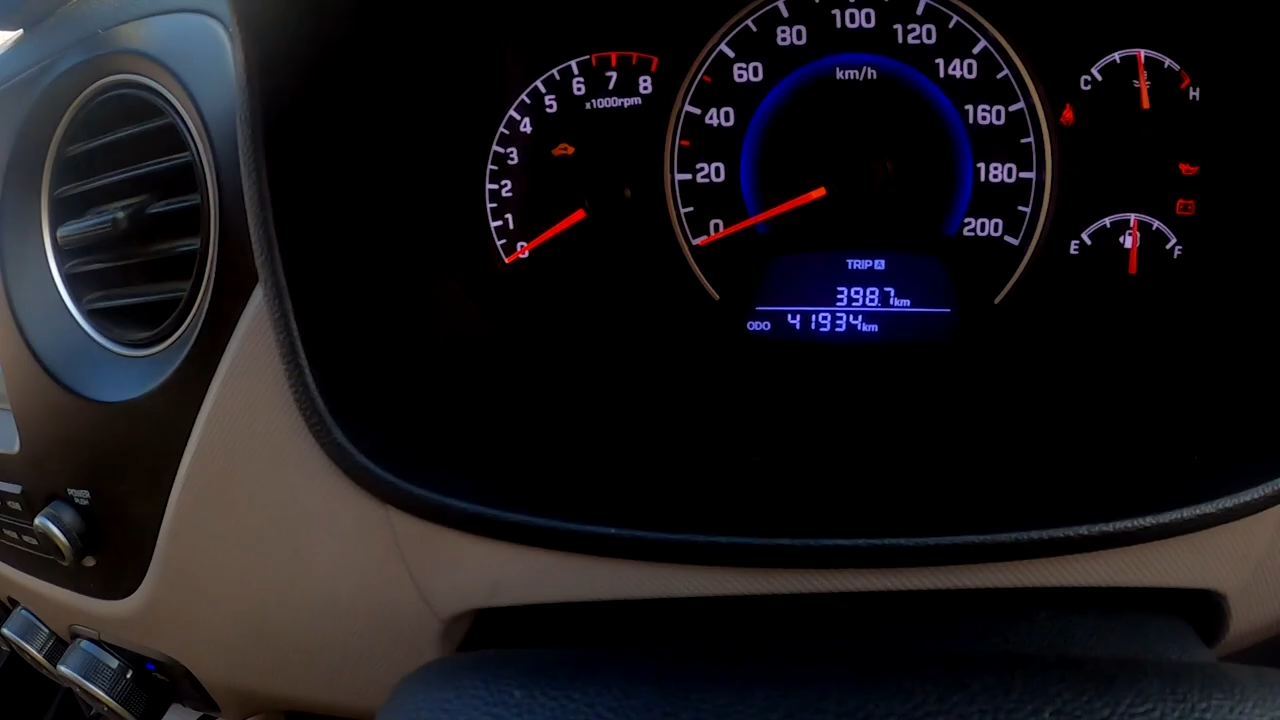 0 1 2 3 4 5 6 7 8
x1000rpm
0 20 40 60 80 100 120 140 160 180 200
km/h
TRIP A
398.7km
ODO 41934km
C H
E F
POWER
PUSH